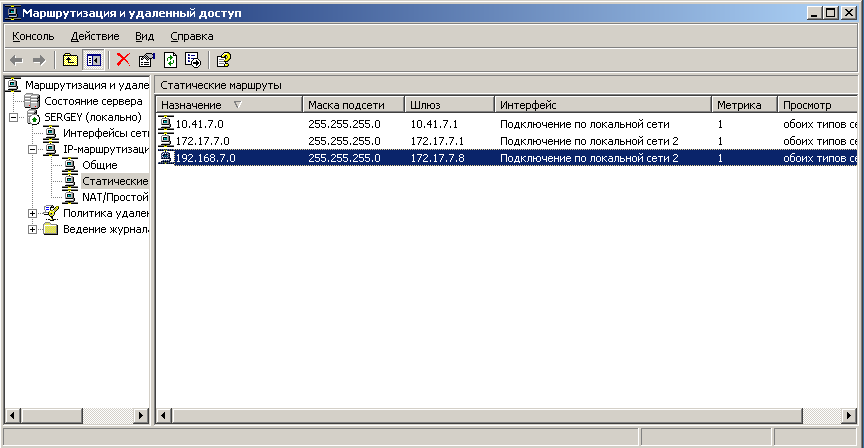 Маршрутизация и удаленный доступ
Консоль Действие Вид Справка
Маршрутизация и удале
Состояние сервера
SERGEY (локально)
Интерфейсы сет
IP-маршрутизаци
Общие
Статические
NAT/Простой
Политика удален
Ведение журнала
Статические маршруты
Назначение Маска подсети Шлюз Интерфейс Метрика Просмотр
10.41.7.0 255.255.255.0 10.41.7.1 Подключение по локальной сети 1 обоих типов се
172.17.7.0 255.255.255.0 172.17.7.1 Подключение по локальной сети 2 1 обоих типов се
192.168.7.0 255.255.255.0 172.17.7.8 Подключение по локальной сети 2 1 обоих типов се